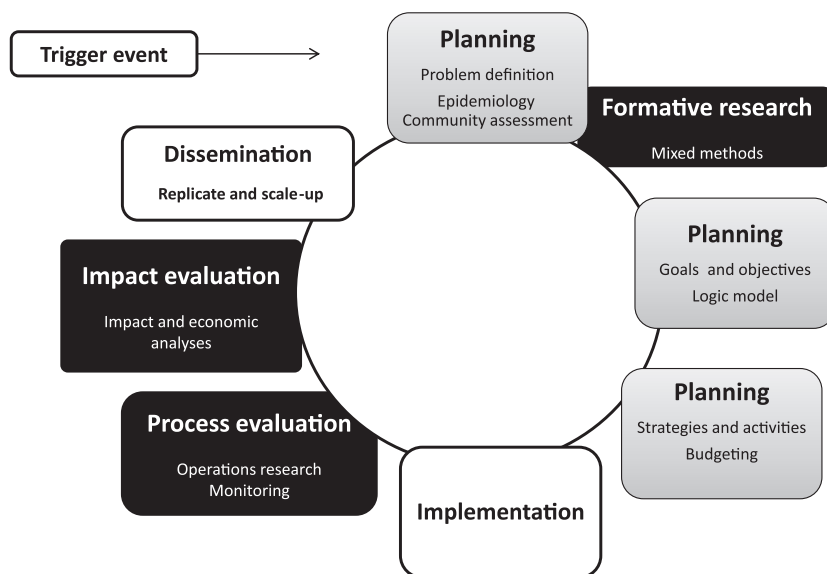 Trigger event
Planning
Problem definition
Epidemiology
Community assessment
Formative research
Mixed methods
Planning
Goals and objectives
Logic model
Planning
Strategies and activities
Budgeting
Implementation
Process evaluation
Operations research
Monitoring
Impact evaluation
Impact and economic
analyses
Dissemination
Replicate and scale-up